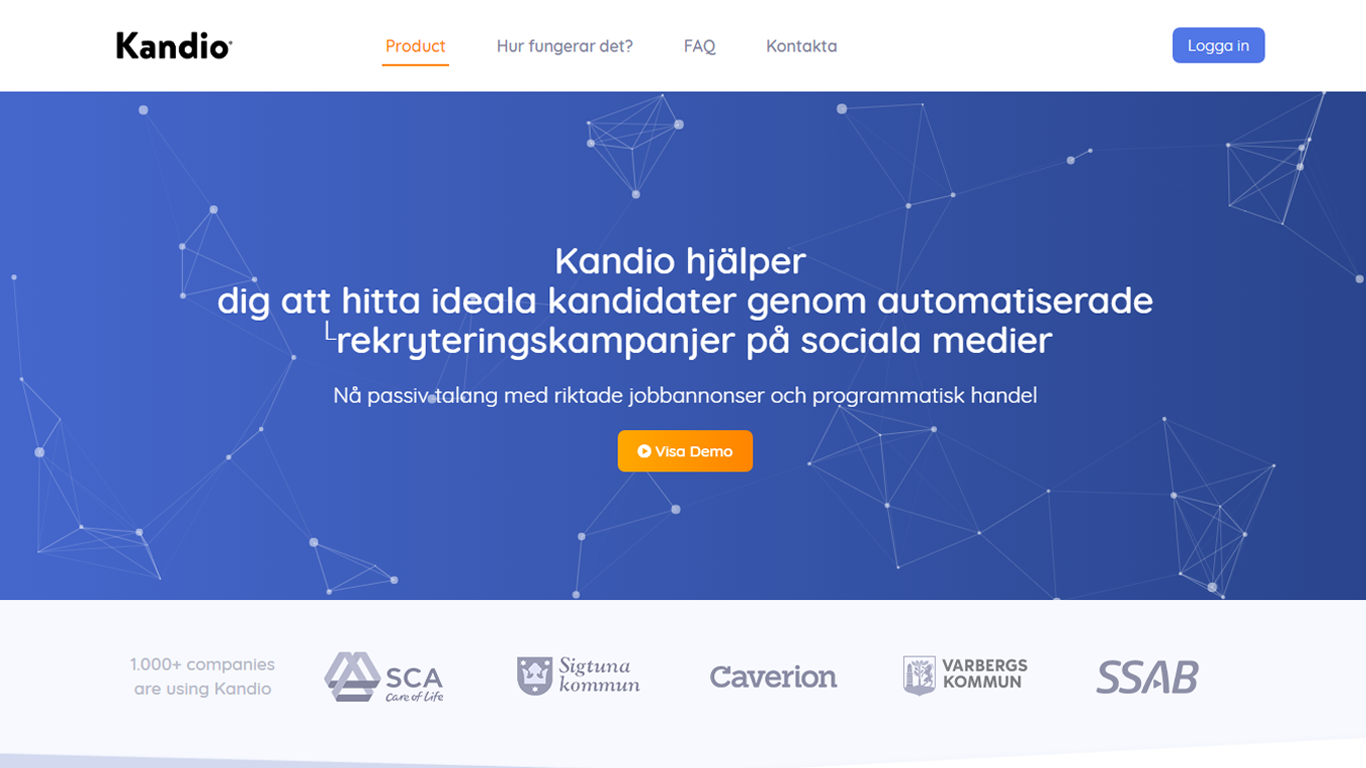 Kandio
Product
Hur fungerar det?
FAQ
Kontakta
Logga in
Kandio hjälper
dig att hitta ideala kandidater genom automatiserade
rekryteringskampanjer på sociala medier
Nå passiv talang med riktade jobbannonser och programmatisk handel
Visa Demo
1.000+ companies
are using Kandio
SCA
Care of Life
Sigtuna
kommun
Caverion
VARBERGS
KOMMUN
SSAB